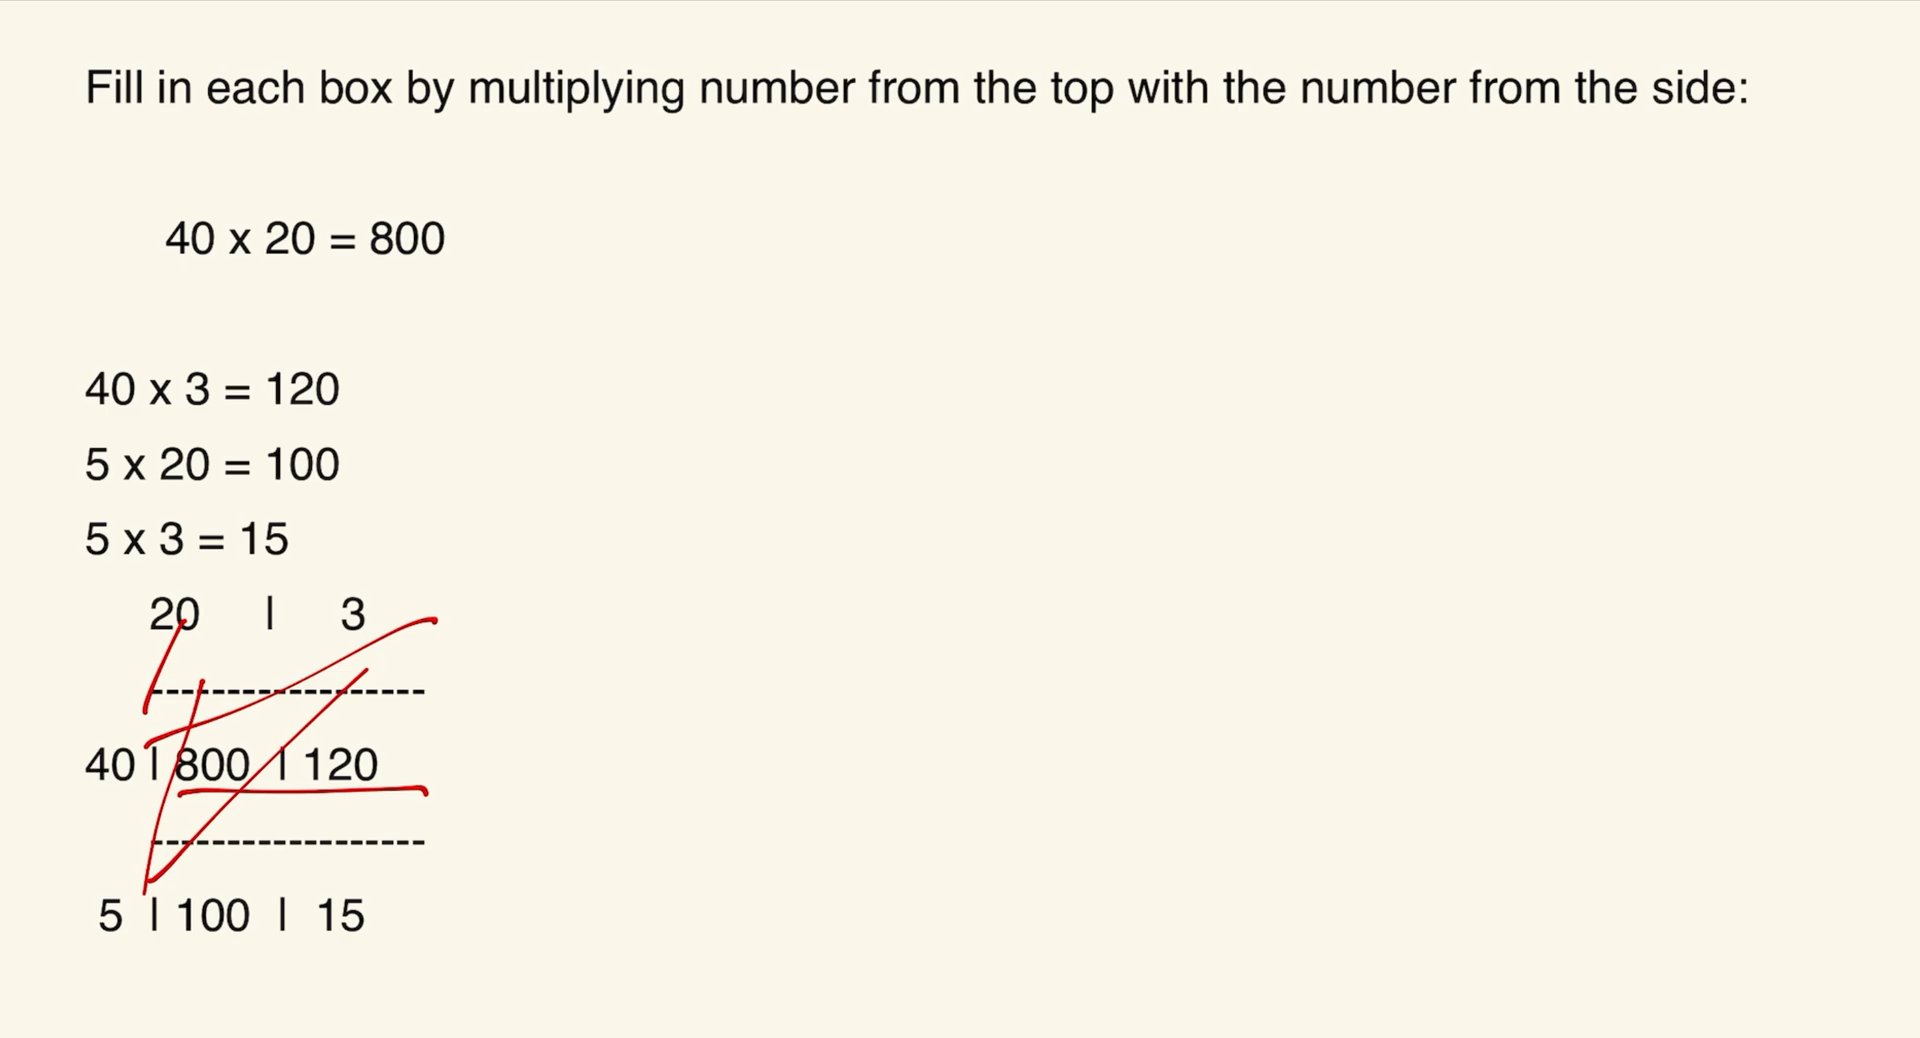 Fill in each box by multiplying number from the top with the number from the side:
40 x 20 = 800
40 x 3 = 120
5 x 20 = 100
5 x 3 = 15
20 | 3
------------------
40 | 800 | 120
------------------
5 | 100 | 15